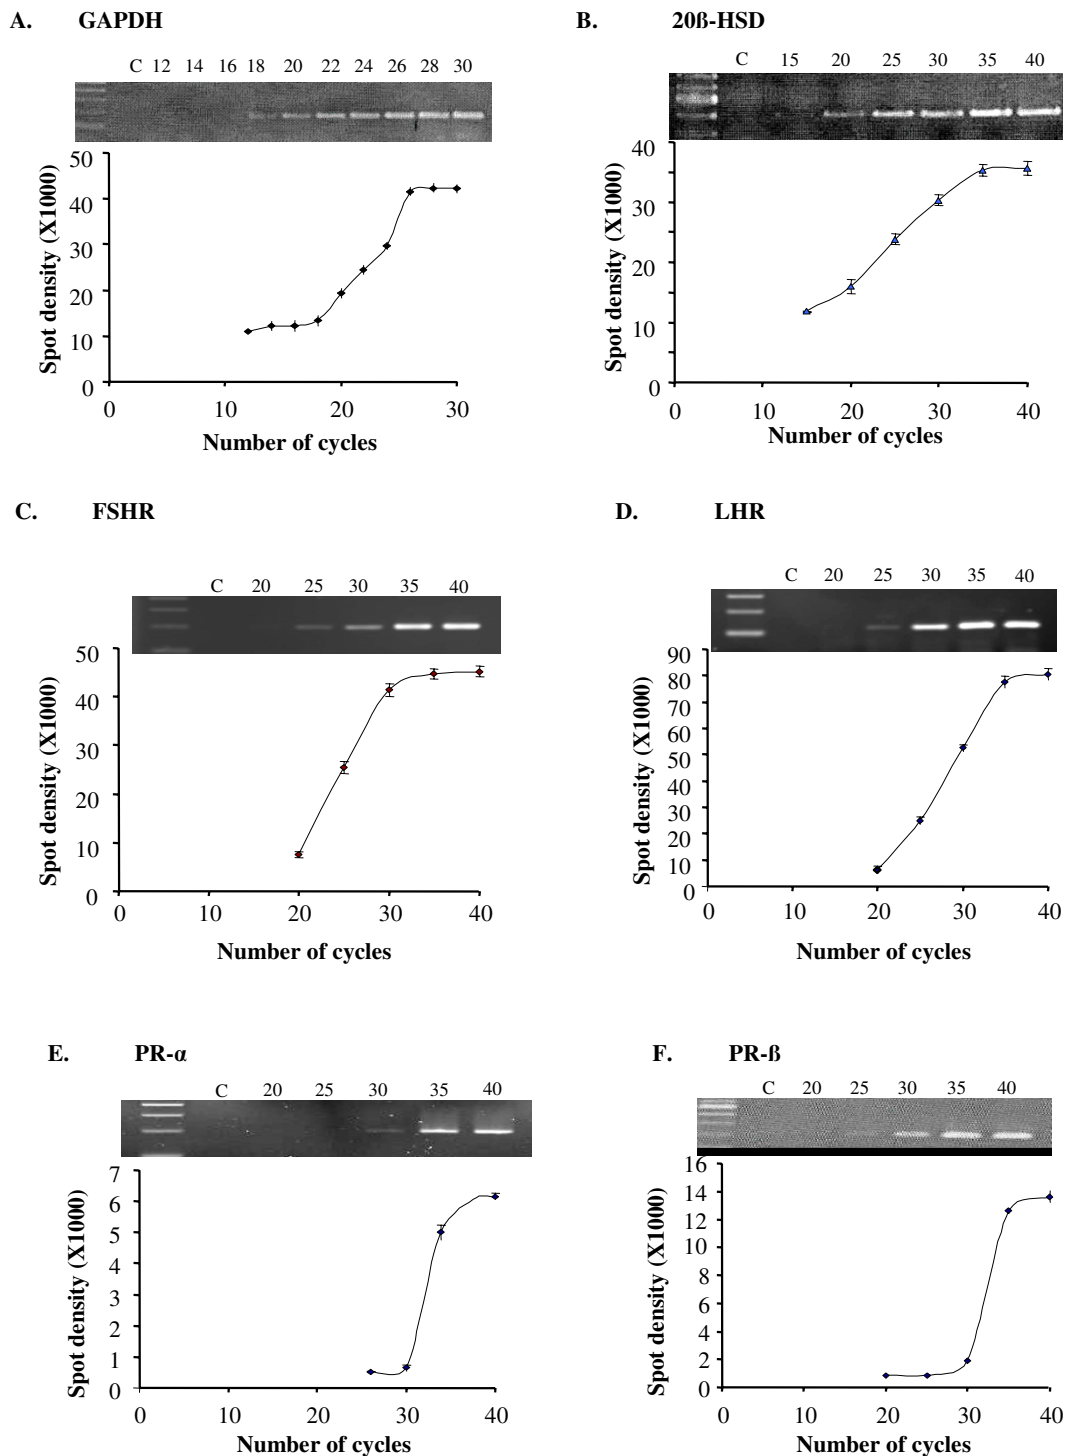 A. GAPDH
C 12 14 16 18 20 22 24 26 28 30
50
40
30
20
10
0
Spot density (X1000)
0 10 20 30
Number of cycles
B. 20ß-HSD
C 15 20 25 30 35 40
40
30
20
10
0
Spot density (X1000)
0 10 20 30 40
Number of cycles
C. FSHR
C 20 25 30 35 40
50
40
30
20
10
0
Spot density (X1000)
0 10 20 30 40
Number of cycles
D. LHR
C 20 25 30 35 40
90
80
70
60
50
40
30
20
10
0
Spot density (X1000)
0 10 20 30 40
Number of cycles
E. PR-α
C 20 25 30 35 40
7
6
5
4
3
2
1
0
Spot density (X1000)
0 10 20 30 40
Number of cycles
F. PR-ß
C 20 25 30 35 40
16
14
12
10
8
6
4
2
0
Spot density (X1000)
0 10 20 30 40
Number of cycles